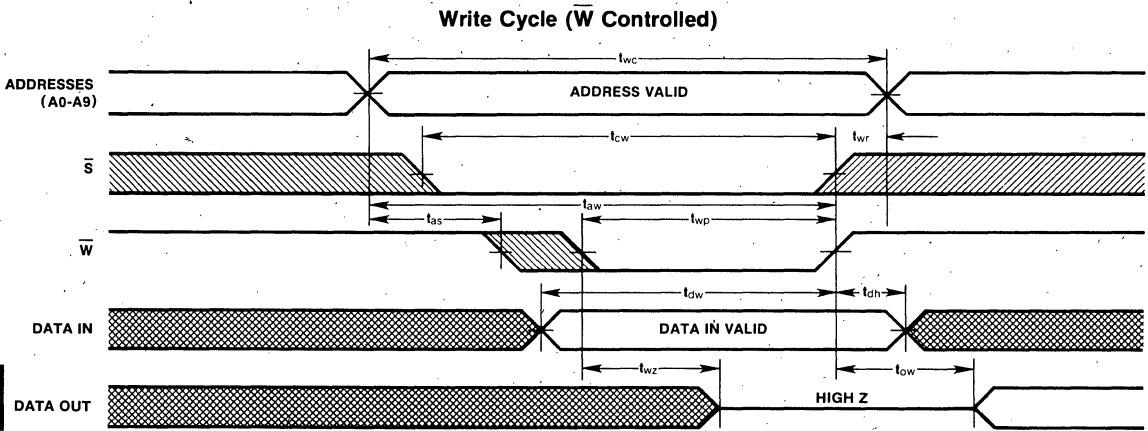 Write Cycle (W̅ Controlled)
twc
ADDRESSES
(A0-A9)
ADDRESS VALID
tcw
twr
S̅
taw
tas
twp
W̅
tdw
tdh
DATA IN
DATA IN VALID
twz
tow
DATA OUT
HIGH Z